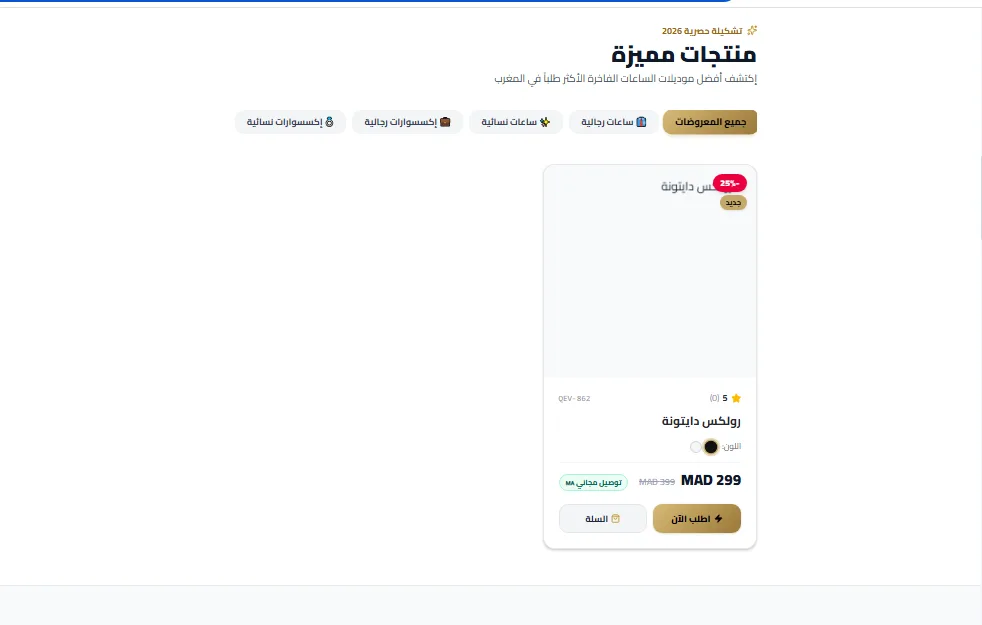 تشكيلة حصرية 2026
منتجات مميزة
إكتشف أفضل موديلات الساعات الفاخرة الأكثر طلباً في المغرب
جميع المعروضات
ساعات رجالية
ساعات نسائية
إكسسوارات رجالية
إكسسوارات نسائية
-25%
دايتونة
جديد
5 (0)
QEV-862
رولكس دايتونة
اللون:
299 MAD
399 MAD
توصيل مجاني MA
اطلب الآن
السلة